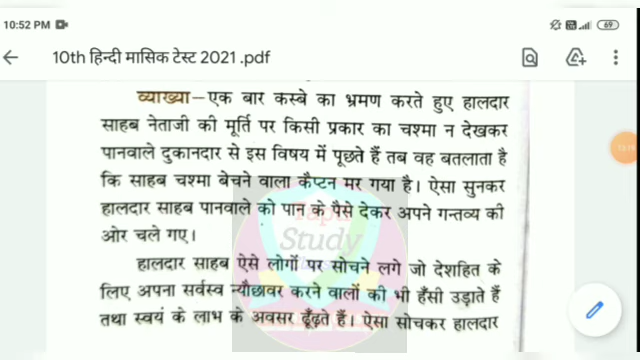 10:52 PM
69
10th हिन्दी मासिक टेस्ट 2021 .pdf
व्याख्या–एक बार कस्बे का भ्रमण करते हुए हालदार
साहब नेताजी की मूर्ति पर किसी प्रकार का चश्मा न देखकर
पानवाले दुकानदार से इस विषय में पूछते हैं तब वह बतलाता है
कि साहब चश्मा बेचने वाला कैप्टन मर गया है। ऐसा सुनकर
हालदार साहब पानवाले को पान के पैसे देकर अपने गन्तव्य की
ओर चले गए।
Study
हालदार साहब ऐसे लोगों पर सोचने लगे जो देशहित के
लिए अपना सर्वस्व न्यौछावर करने वालों की भी हँसी उड़ाते हैं
तथा स्वयं के लाभ के अवसर ढूँढ़ते हैं। ऐसा सोचकर हालदार